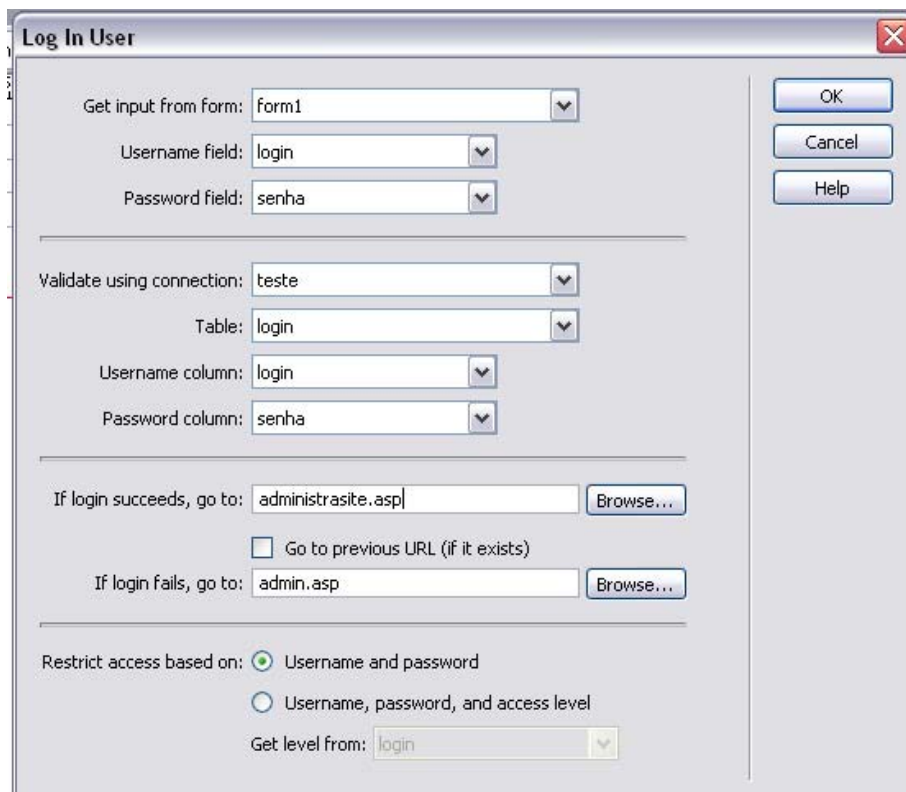 Log In User
Get input from form: form1
OK
Username field: login
Cancel
Password field: senha
Help
Validate using connection: teste
Table: login
Username column: login
Password column: senha
If login succeeds, go to: administrasite.asp Browse...
Go to previous URL (if it exists)
If login fails, go to: admin.asp Browse...
Restrict access based on: Username and password
Username, password, and access level
Get level from: login